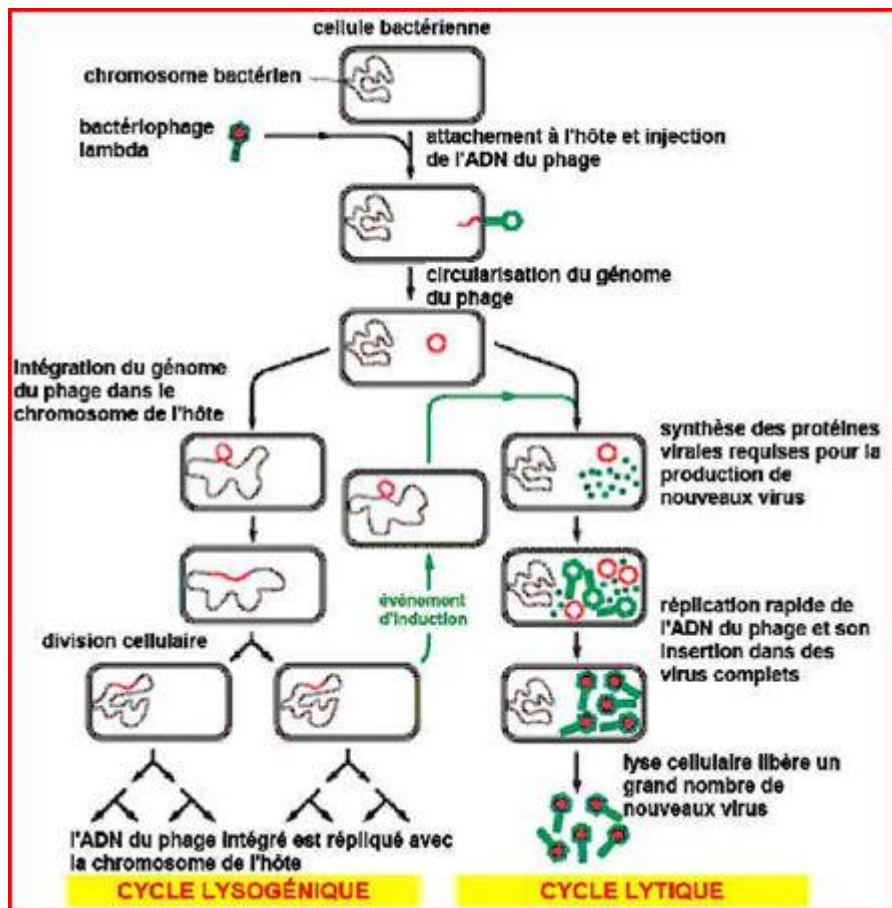 cellule bactérienne
chromosome bactérien
bactériophage
lambda
attachement à l'hôte et injection
de l'ADN du phage
circularisation du génome
du phage
Intégration du génome
du phage dans le
chromosome de l'hôte
synthèse des protéines
virales requises pour la
production de
nouveaux virus
événement
d'induction
réplication rapide de
l'ADN du phage et son
insertion dans des
virus complets
division cellulaire
lyse cellulaire libère un
grand nombre de
nouveaux virus
l'ADN du phage intégré est répliqué avec
la chromosome de l'hôte
CYCLE LYSOGÉNIQUE
CYCLE LYTIQUE